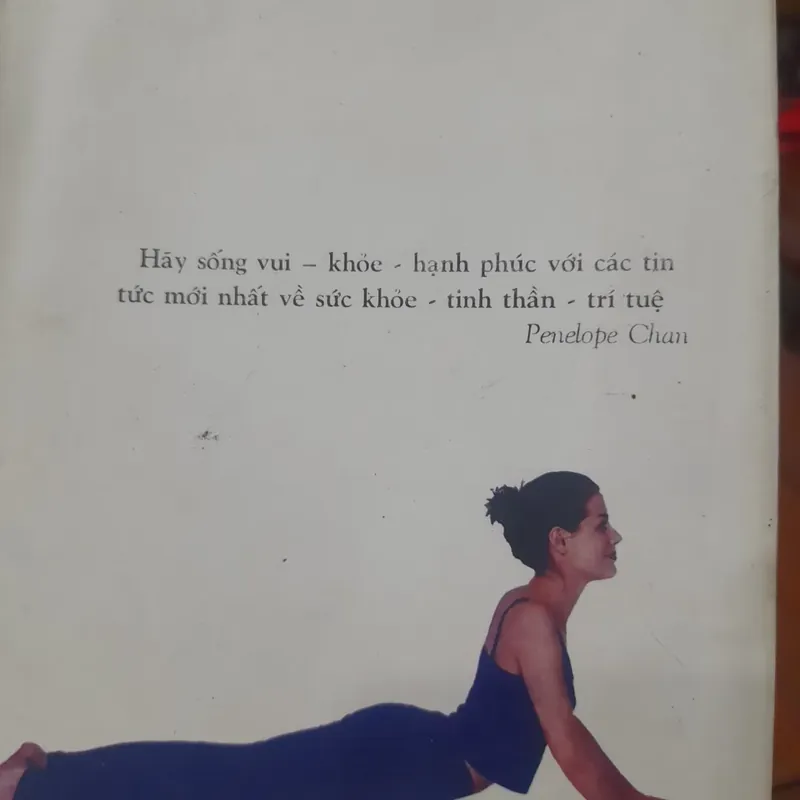 Hãy sống vui – khỏe - hạnh phúc với các tin
tức mới nhất về sức khỏe - tinh thần - trí tuệ
Penelope Chan